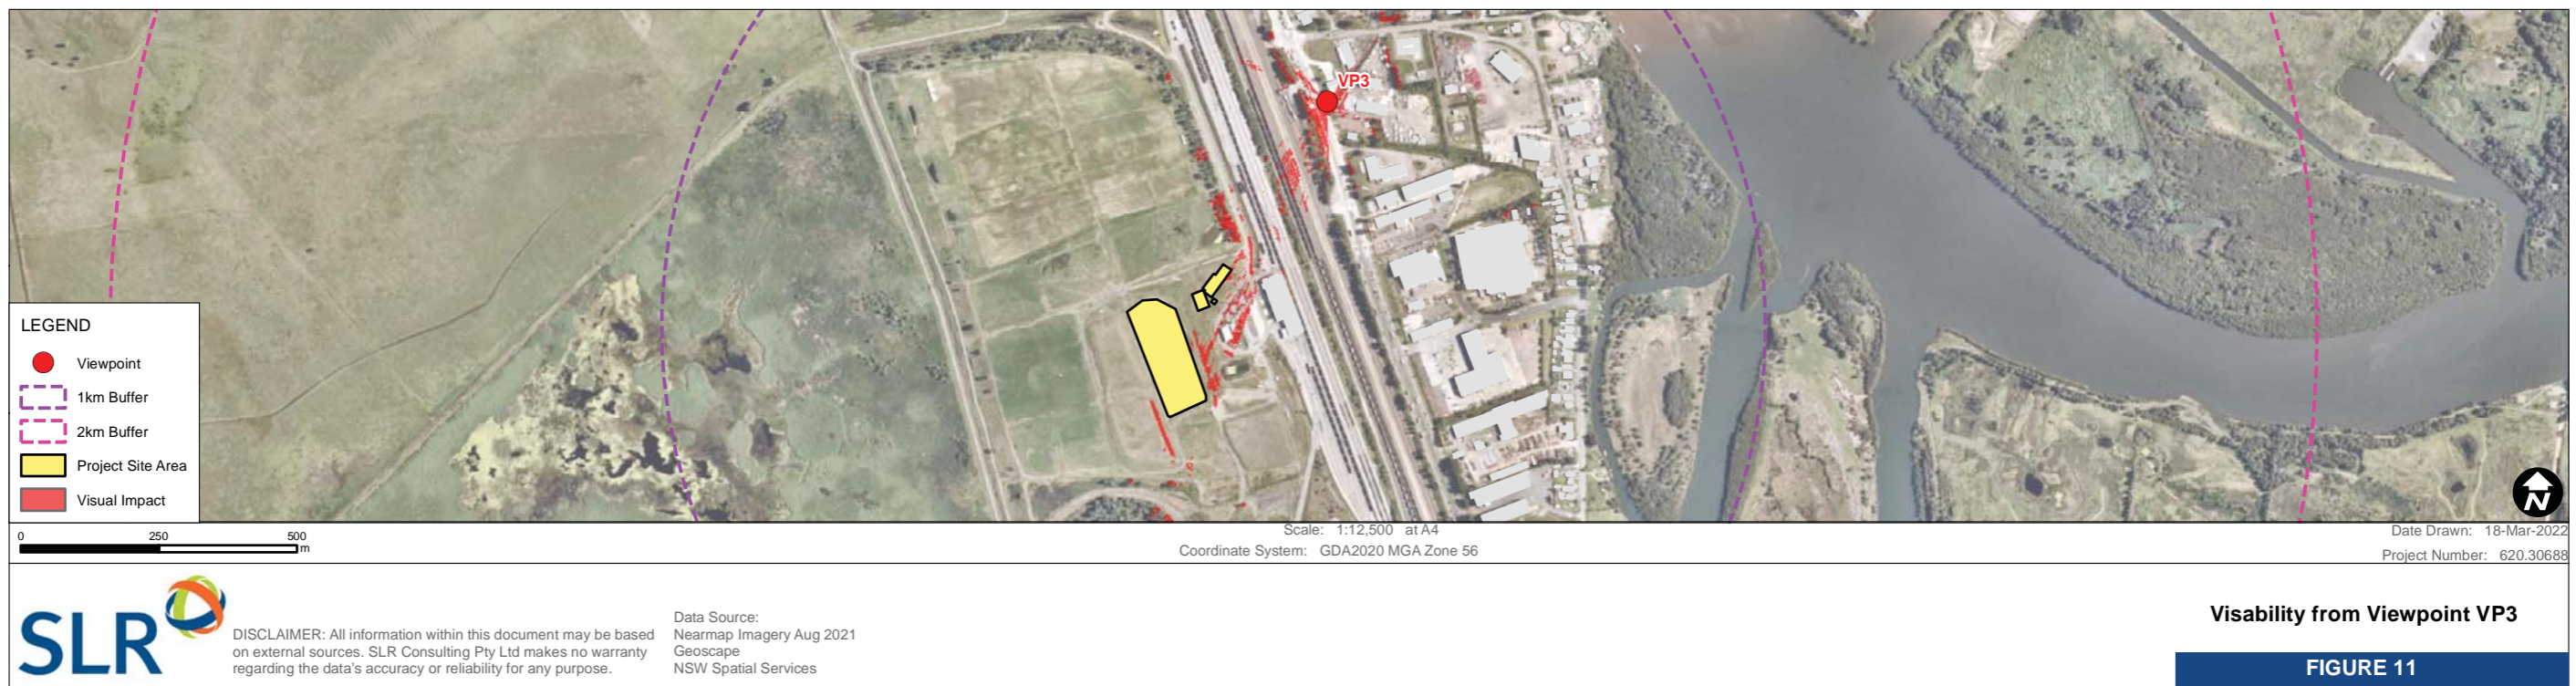 VP3
LEGEND
Viewpoint
1km Buffer
2km Buffer
Project Site Area
Visual Impact
N
0 250 500
m
Scale: 1:12,500 at A4
Coordinate System: GDA2020 MGA Zone 56
Date Drawn: 18-Mar-2022
Project Number: 620.30688
SLR
DISCLAIMER: All information within this document may be based
on external sources. SLR Consulting Pty Ltd makes no warranty
regarding the data's accuracy or reliability for any purpose.
Data Source:
Nearmap Imagery Aug 2021
Geoscape
NSW Spatial Services
Visability from Viewpoint VP3
FIGURE 11